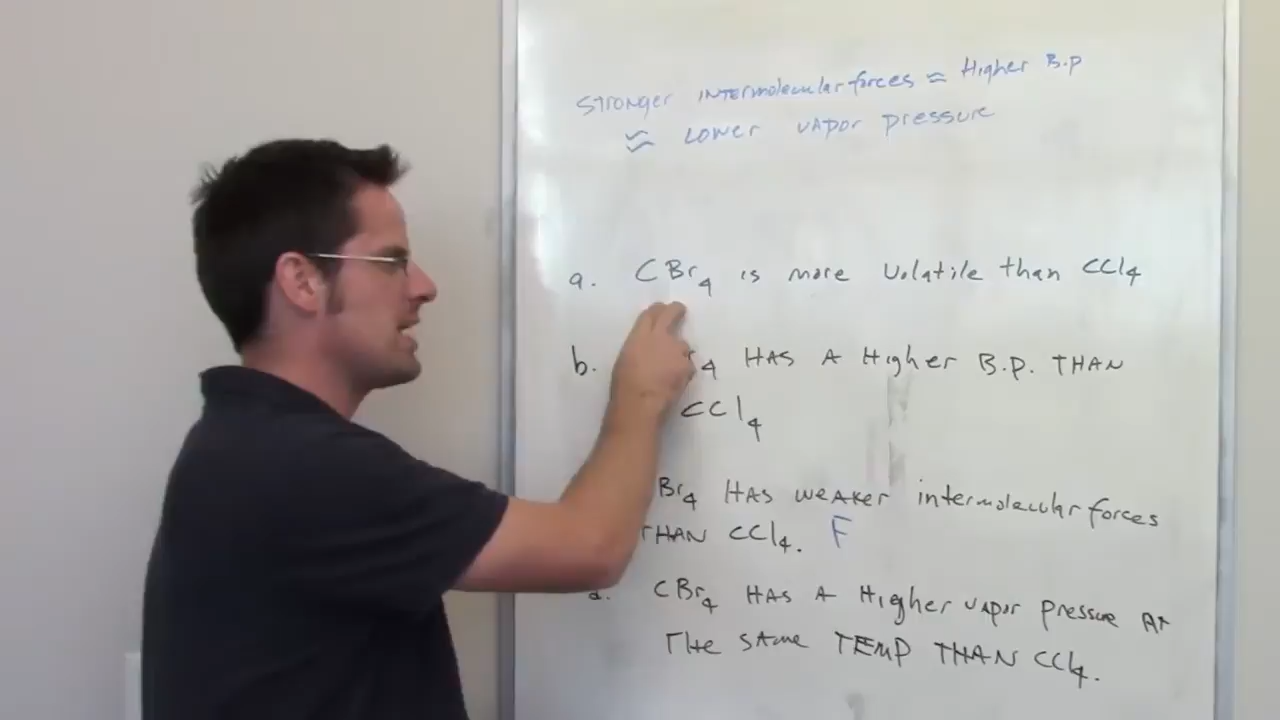 Stronger intermolecular forces ≈ Higher B.P
≈ Lower vapor pressure
a. CBr4 is more volatile than CCl4
b. r4 HAS A Higher B.P. THAN
CCl4
Br4 HAS weaker intermolecular forces
THAN CCl4. F
d. CBr4 HAS A Higher vapor pressure AT
THE SAME TEMP THAN CCl4.